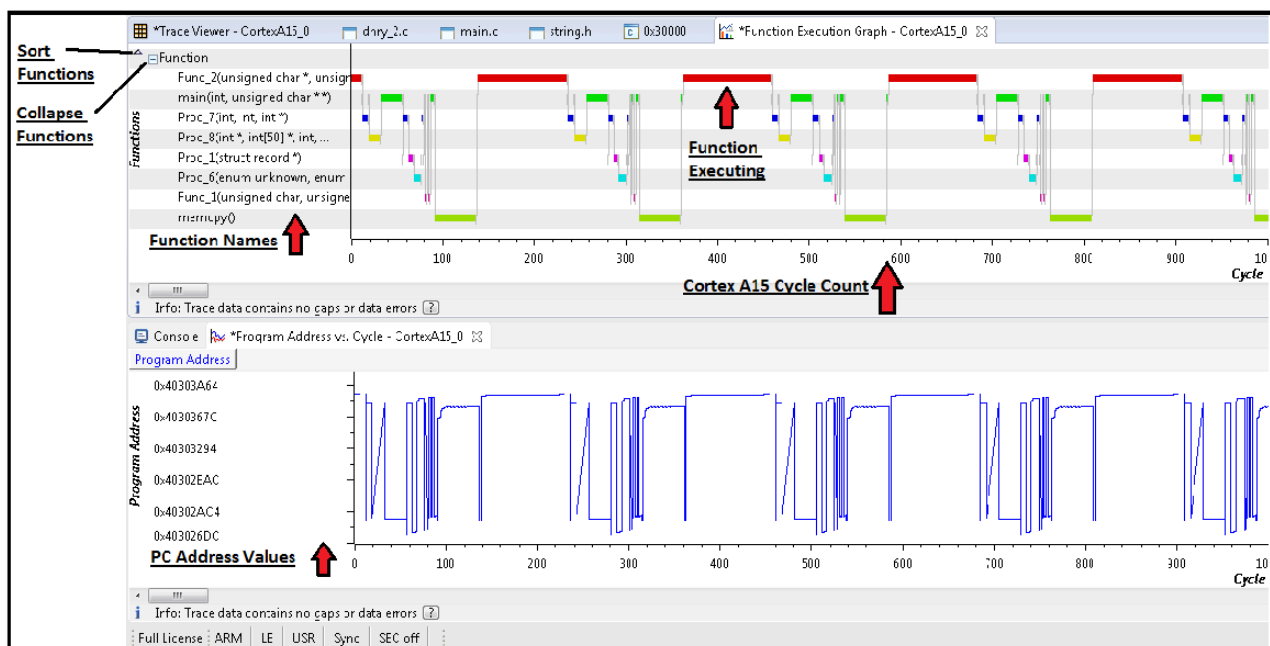 *Trace Viewer - CortexA15_0
dhry_2.c
main.c
string.h
0x30000
*Function Execution Graph - CortexA15_0
Sort
Functions
Collapse
Functions
Functions
Function
Func_2(unsigned char *, unsign
main(int, unsigned char **)
Proc_7(int, int, int *)
Proc_8(int *, int[50] *, int, ...
Proc_1(struct record *)
Proc_6(enum unknown, enum
Func_1(unsigned char, unsigne
memcpy()
Function
Executing
Function Names
0 100 200 300 400 500 600 700 800 900 10
Cycle
Cortex A15 Cycle Count
Info: Trace data contains no gaps or data errors
Console
*Program Address vs. Cycle - CortexA15_0
Program Address
Program Address
0x40303A64
0x4030367C
0x40303294
0x40302EAC
0x40302AC4
0x403026DC
PC Address Values
0 100 200 300 400 500 600 700 800 900 10
Cycle
Info: Trace data contains no gaps or data errors
Full License ARM LE USR Sync SEC off